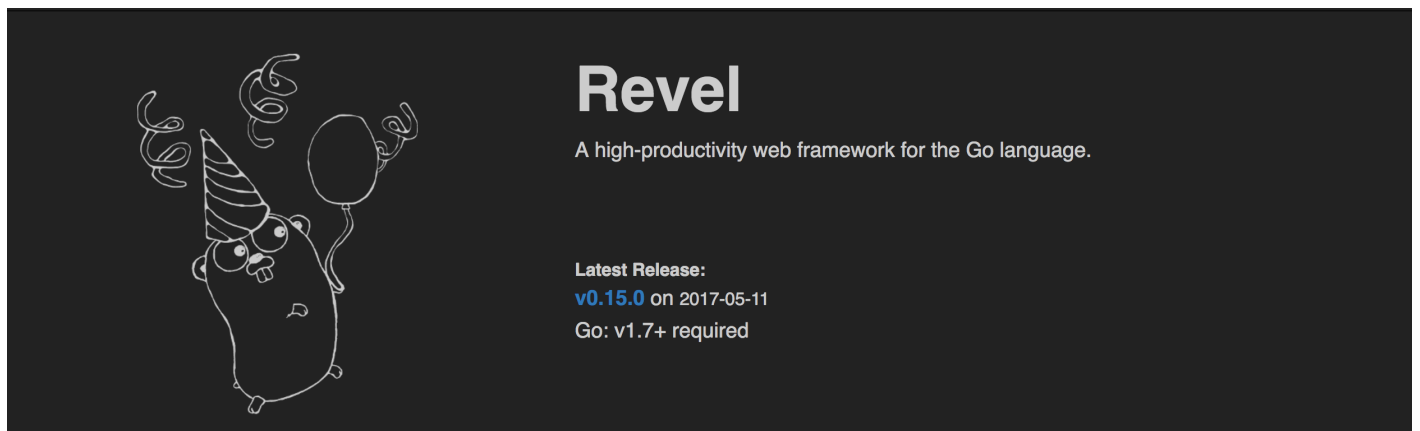 Revel
A high-productivity web framework for the Go language.
Latest Release:
v0.15.0 on 2017-05-11
Go: v1.7+ required